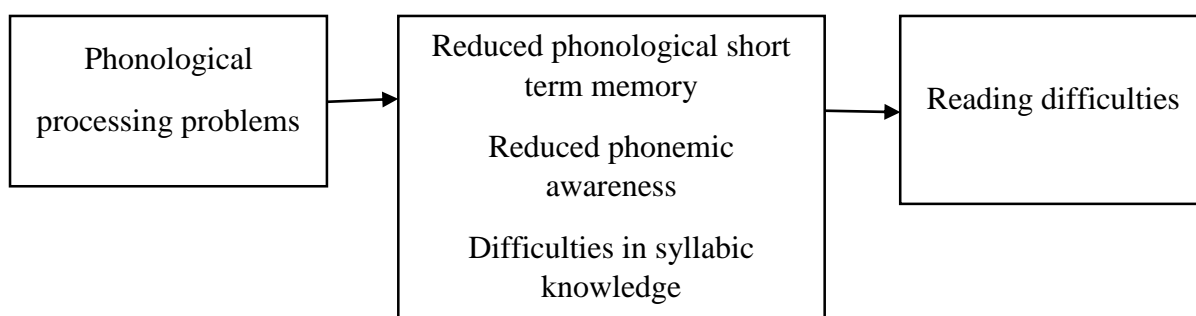 Phonological
processing problems
Reduced phonological short
term memory
Reduced phonemic
awareness
Difficulties in syllabic
knowledge
Reading difficulties